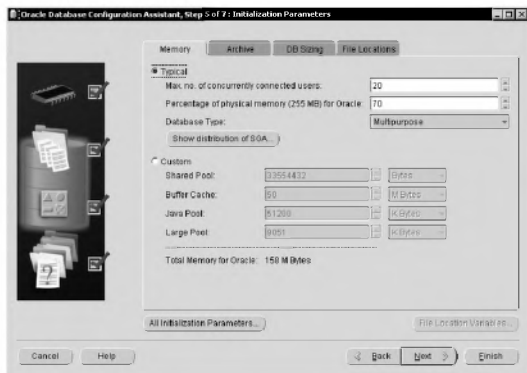 Oracle Database Configuration Assistant, Step 5 of 7 : Initialization Parameters
Memory Archive DB Sizing File Locations
Typical
Max. no. of concurrently connected users: 20
Percentage of physical memory (255 MB) for Oracle: 70
Database Type: Multipurpose
Show distribution of SGA...
Custom
Shared Pool: 33554432 Bytes
Buffer Cache: 50 M Bytes
Java Pool: 51200 K Bytes
Large Pool: 9051 K Bytes
Total Memory for Oracle: 158 M Bytes
All Initialization Parameters... File Location Variables...
Cancel Help Back Next Finish